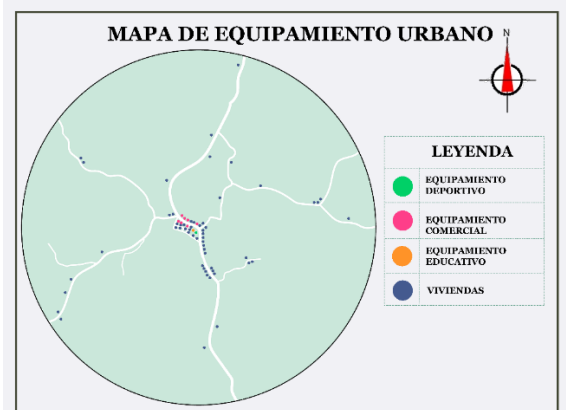 MAPA DE EQUIPAMIENTO URBANO
N
LEYENDA
EQUIPAMIENTO
DEPORTIVO
EQUIPAMIENTO
COMERCIAL
EQUIPAMIENTO
EDUCATIVO
VIVIENDAS